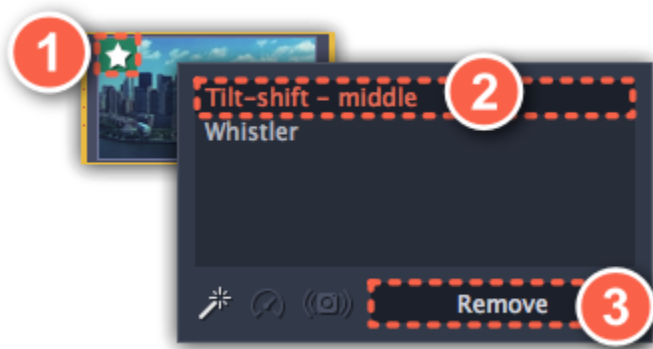 1
Tilt-shift – middle
2
Whistler
Remove
3